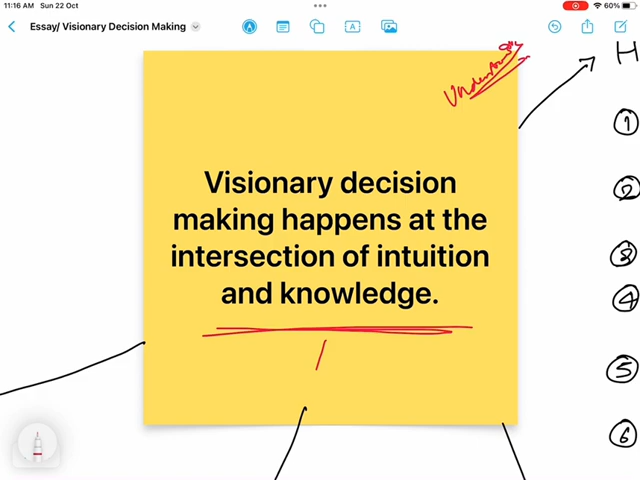 11:16 AM Sun 22 Oct
60%
Essay/ Visionary Decision Making
H
Visionary decision
making happens at the
intersection of intuition
and knowledge.
1
2
3
4
5
6